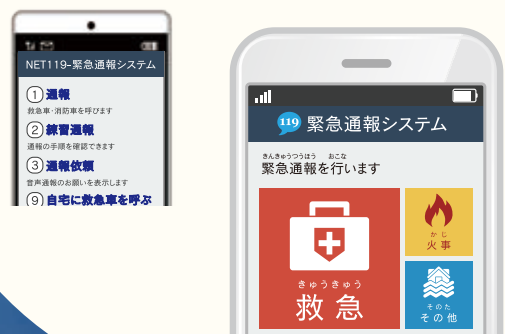 NET119-緊急通報システム
① 通報
救急車・消防車を呼びます
② 練習通報
通報の手順を確認できます
③ 通報依頼
音声通報のお願いを表示します
⑨ 自宅に救急車を呼ぶ
119 緊急通報システム
きんきゅうつうほう おこな
緊急通報を行います
きゅうきゅう
救急
かじ
火事
そのた
その他